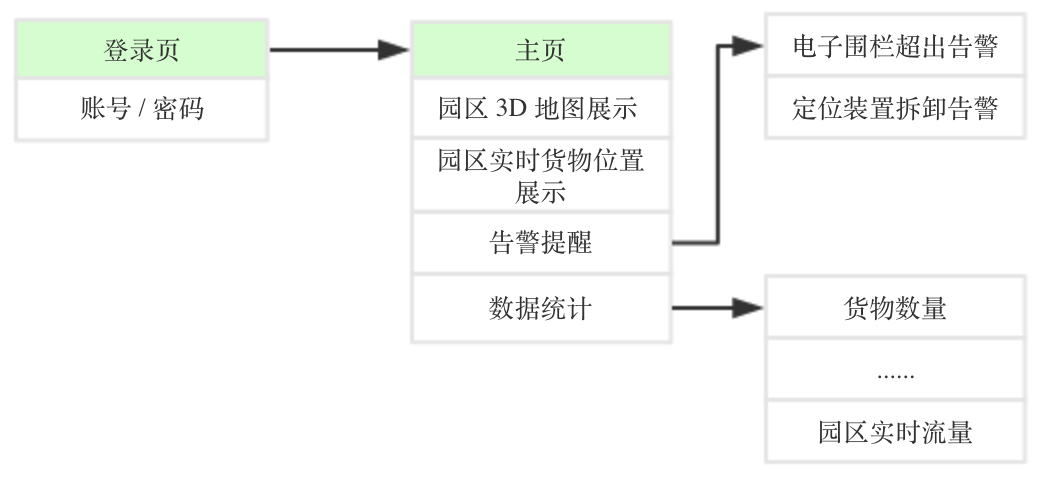 登录页
账号 / 密码
主页
园区 3D 地图展示
园区实时货物位置
展示
告警提醒
数据统计
电子围栏超出告警
定位装置拆卸告警
货物数量
......
园区实时流量